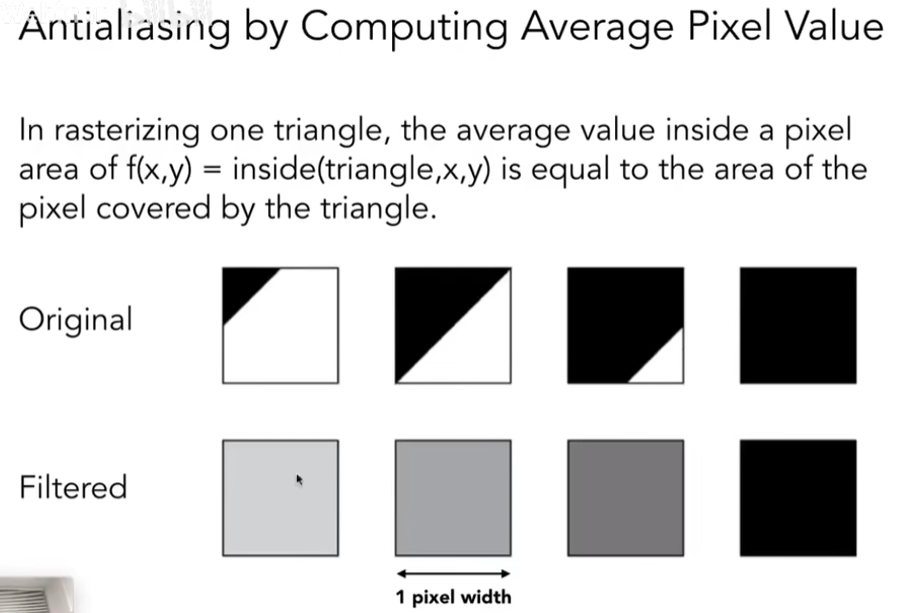 Antialiasing by Computing Average Pixel Value
In rasterizing one triangle, the average value inside a pixel
area of f(x,y) = inside(triangle,x,y) is equal to the area of the
pixel covered by the triangle.
Original
Filtered
1 pixel width